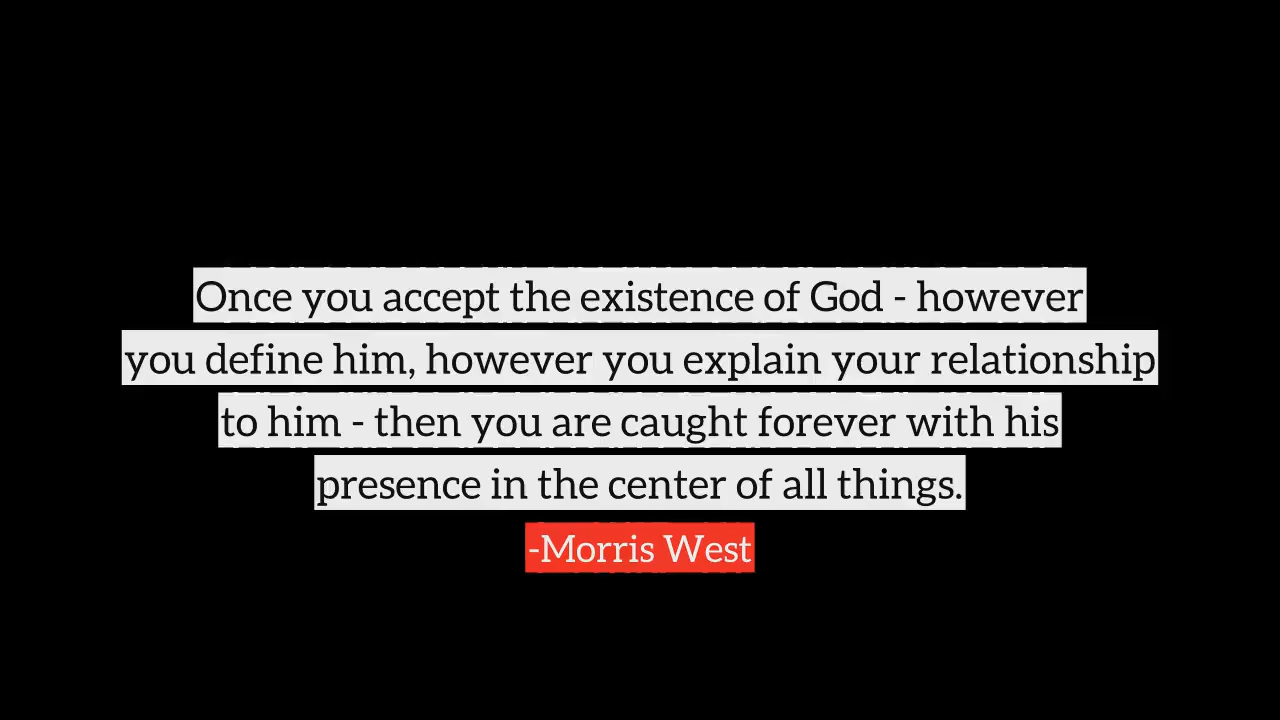 Once you accept the existence of God - however
you define him, however you explain your relationship
to him - then you are caught forever with his
presence in the center of all things.
-Morris West